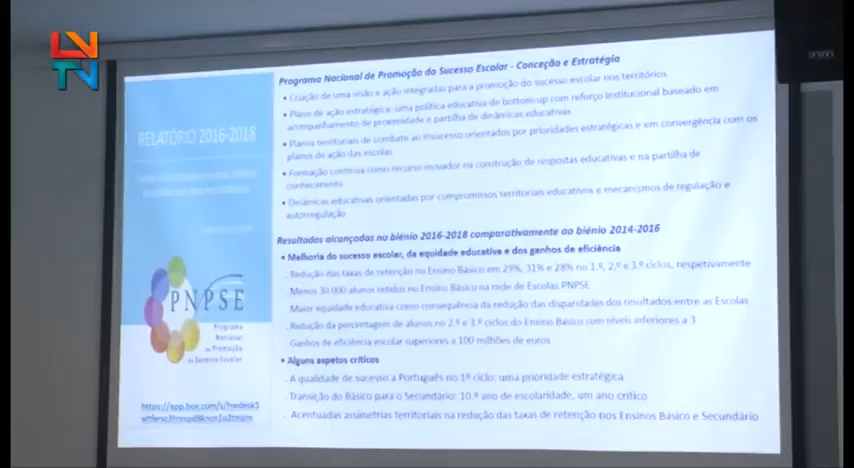 LVTN
RELATÓRIO 2016-2018
PNPSE
Programa
Nacional
de Promoção
do Sucesso Escolar
Programa Nacional de Promoção do Sucesso Escolar - Conceção e Estratégia
• Criação de uma visão e ação integradas para a promoção do sucesso escolar nos territórios
• Plano de ação estratégica: uma política educativa de bottom-up com reforço institucional baseado em
acompanhamento de proximidade e partilha de dinâmicas educativas
• Planos territoriais de combate ao insucesso orientados por prioridades estratégicas e em convergência com os
planos de ação das escolas
• Formação contínua como recurso inovador na construção de respostas educativas e na partilha de
conhecimento
• Dinâmicas educativas orientadas por compromissos territoriais educativos e mecanismos de regulação e
autorregulação
Resultados alcançados no biénio 2016-2018 comparativamente ao biénio 2014-2016
• Melhoria do sucesso escolar, da equidade educativa e dos ganhos de eficiência
. Redução das taxas de retenção no Ensino Básico em 29%, 31% e 28% no 1.º, 2.º e 3.º ciclos, respetivamente
. Menos 30 000 alunos retidos no Ensino Básico na rede de Escolas PNPSE
. Maior equidade educativa como consequência da redução das disparidades dos resultados entre as Escolas
. Redução da percentagem de alunos no 2.º e 3.º ciclos do Ensino Básico com níveis inferiores a 3
. Ganhos de eficiência escolar superiores a 100 milhões de euros
• Alguns aspetos críticos
. A qualidade de sucesso a Português no 1º ciclo: uma prioridade estratégica
. Transição do Básico para o Secundário: 10.º ano de escolaridade, um ano crítico
. Acentuadas assimetrias territoriais na redução das taxas de retenção nos Ensinos Básico e Secundário